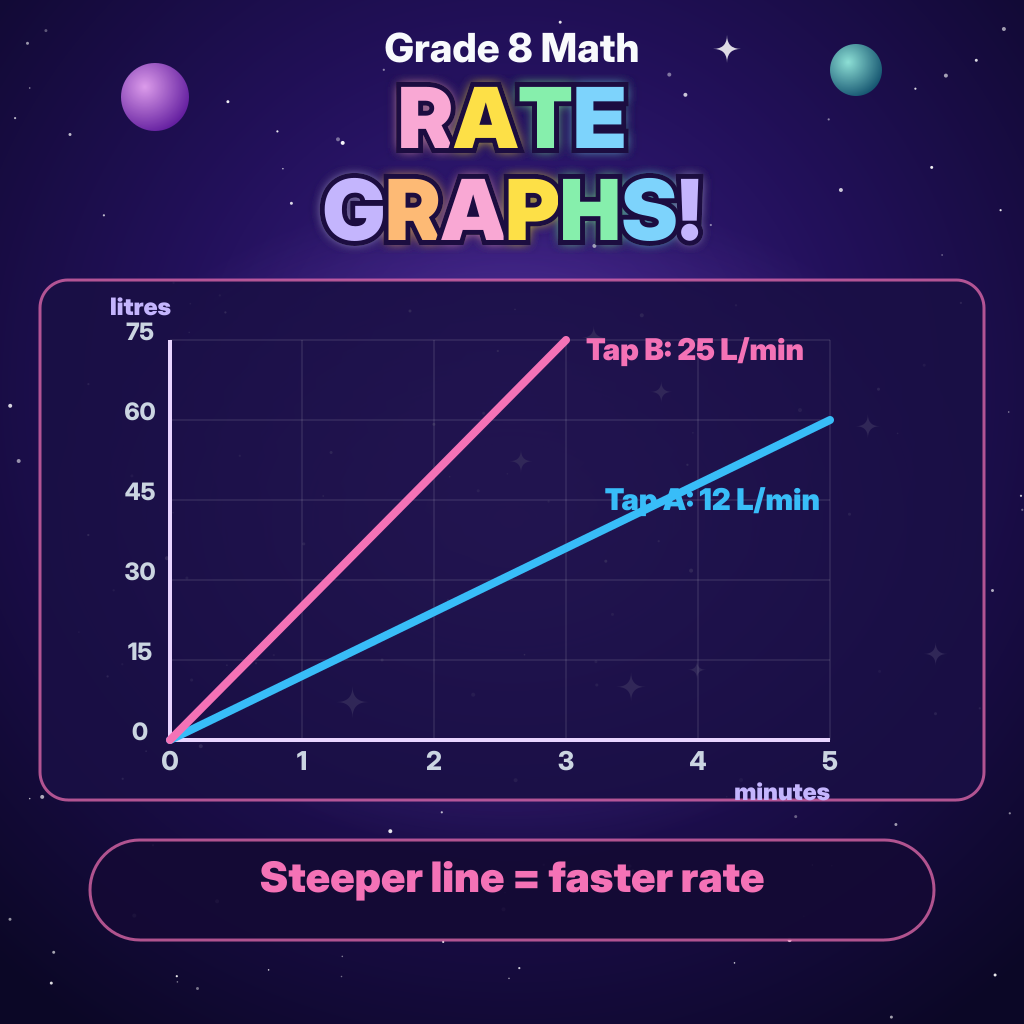 Grade 8 Math
RATE
GRAPHS!
litres
75
Tap B: 25 L/min
60
45
Tap A: 12 L/min
30
15
0
0 1 2 3 4 5
minutes
Steeper line = faster rate